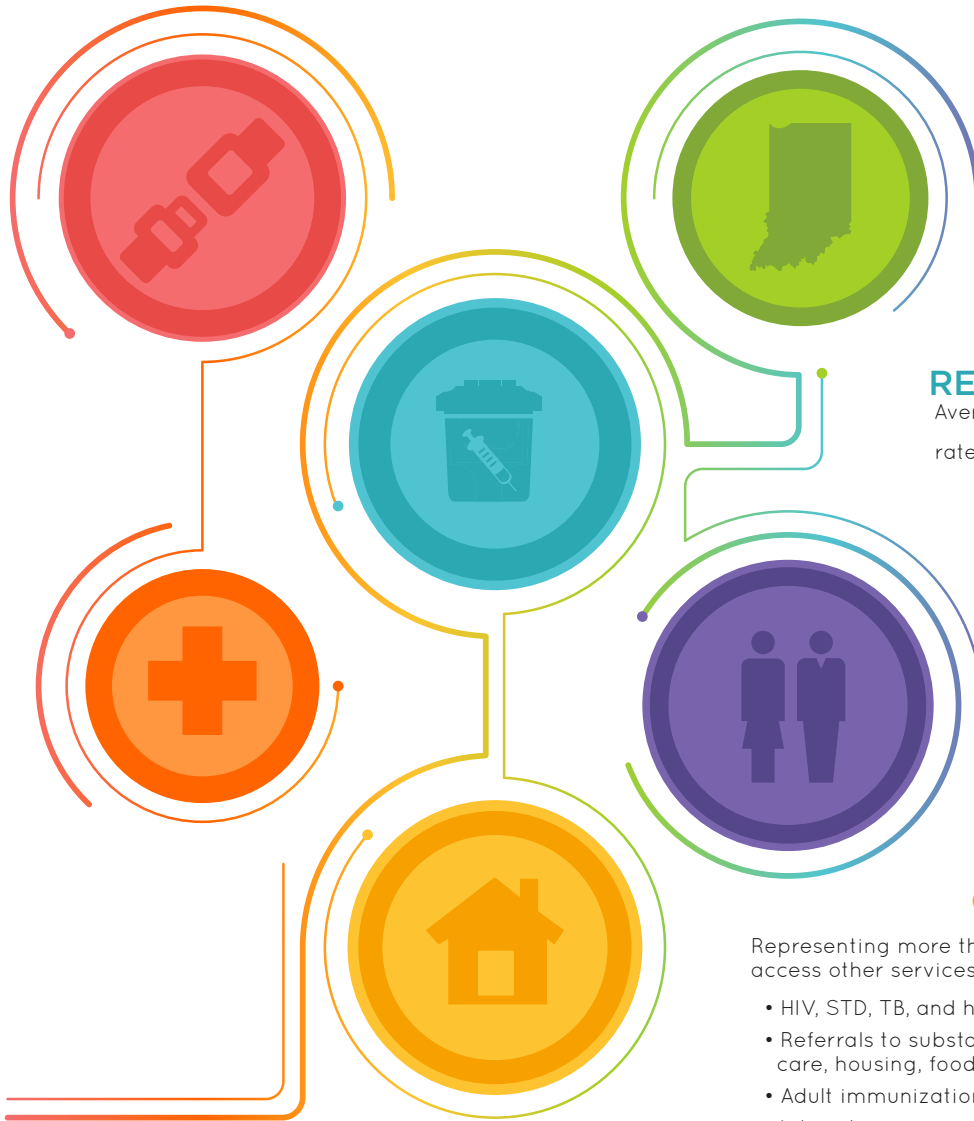 RE
Aver
rate
Representing more th
access other services
• HIV, STD, TB, and h
• Referrals to substa
care, housing, food
• Adult immunization